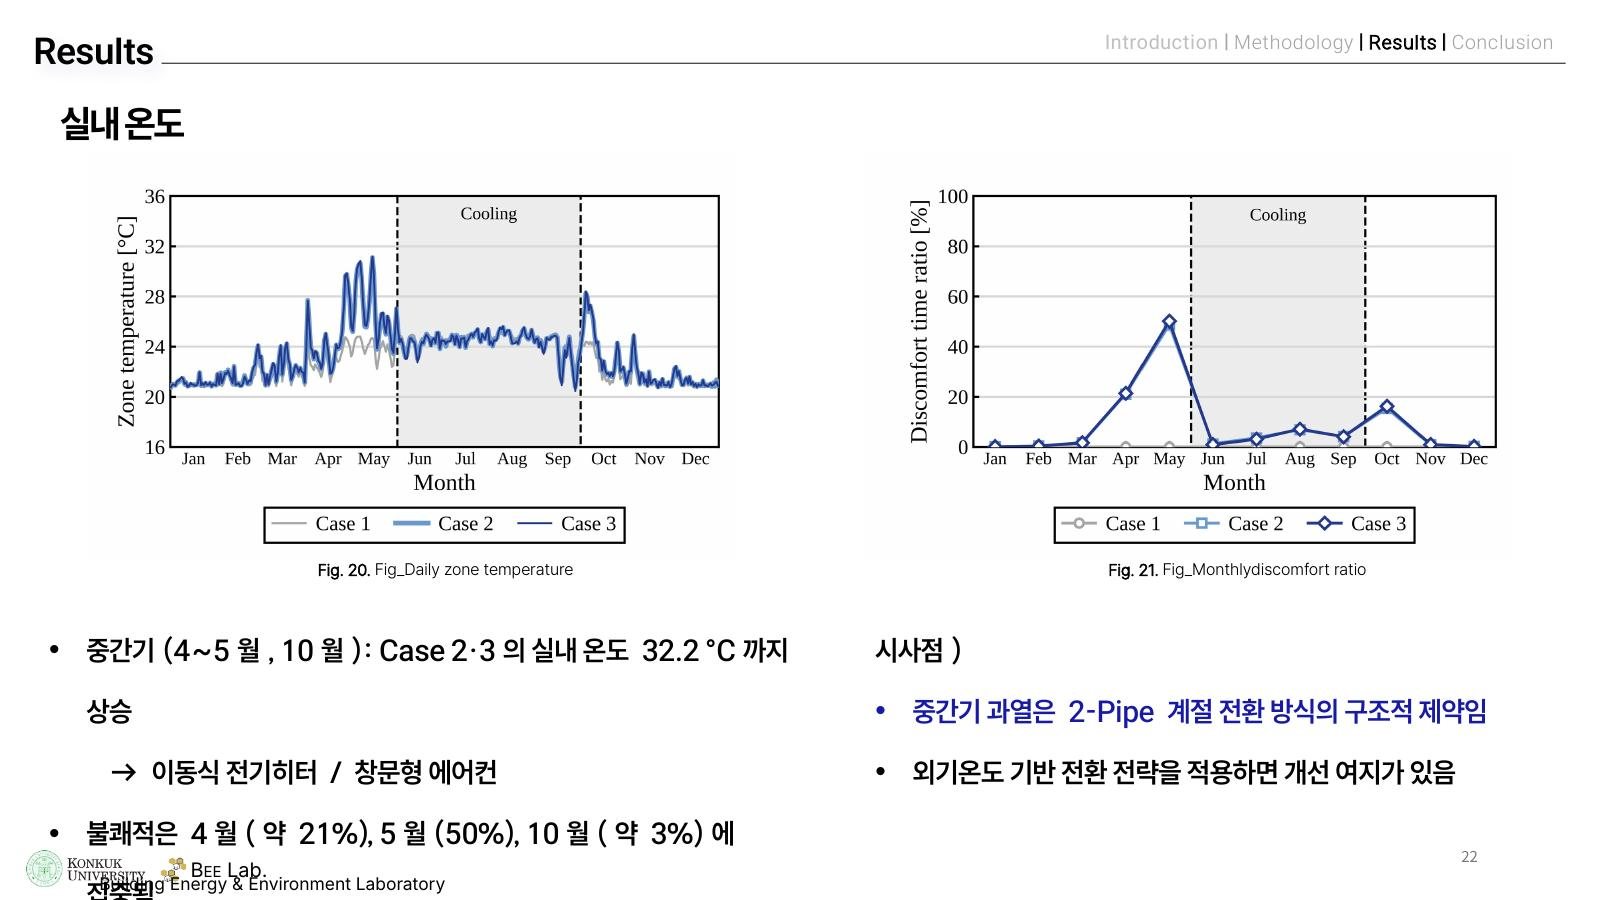 Results
Introduction | Methodology | Results | Conclusion
실내 온도
36
32
28
24
20
16
Zone temperature [°C]
Cooling
Jan Feb Mar Apr May Jun Jul Aug Sep Oct Nov Dec
Month
Case 1 Case 2 Case 3
Fig. 20. Fig_Daily zone temperature
100
80
60
40
20
0
Discomfort time ratio [%]
Cooling
Jan Feb Mar Apr May Jun Jul Aug Sep Oct Nov Dec
Month
Case 1 Case 2 Case 3
Fig. 21. Fig_Monthlydiscomfort ratio
• 중간기 (4~5 월 , 10 월 ): Case 2·3 의 실내 온도 32.2 °C 까지
상승
→ 이동식 전기히터 / 창문형 에어컨
• 불쾌적은 4 월 ( 약 21%), 5 월 (50%), 10 월 ( 약 3%) 에
집중됨
시사점 )
• 중간기 과열은 2-Pipe 계절 전환 방식의 구조적 제약임
• 외기온도 기반 전환 전략을 적용하면 개선 여지가 있음
KONKUK
UNIVERSITY
BEE Lab.
Building Energy & Environment Laboratory
22